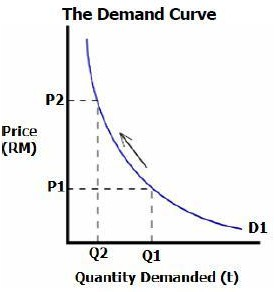 The Demand Curve
P2
Price
(RM)
P1
D1
Q2 Q1
Quantity Demanded (t)